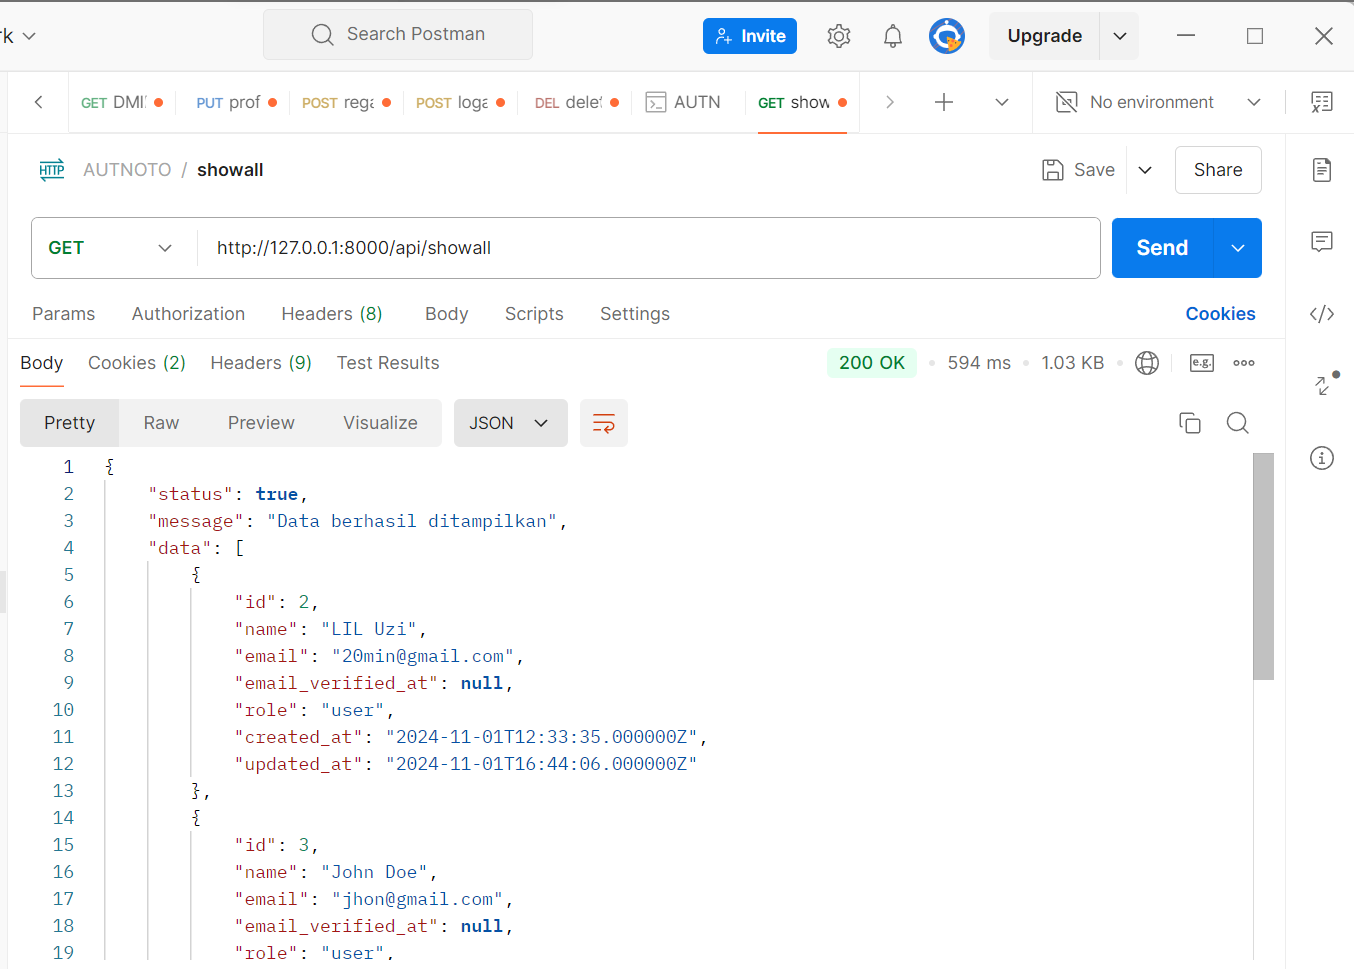 rk
Search Postman
Invite
Upgrade
GET DMI
PUT prof
POST rega
POST loga
DEL delet
AUTN
GET show
No environment
HTTP AUTNOTO / showall
Save
Share
GET http://127.0.0.1:8000/api/showall
Send
Params Authorization Headers (8) Body Scripts Settings Cookies
Body Cookies (2) Headers (9) Test Results 200 OK 594 ms 1.03 KB e.g.
Pretty Raw Preview Visualize JSON
1 {
2 "status": true,
3 "message": "Data berhasil ditampilkan",
4 "data": [
5 {
6 "id": 2,
7 "name": "LIL Uzi",
8 "email": "20min@gmail.com",
9 "email_verified_at": null,
10 "role": "user",
11 "created_at": "2024-11-01T12:33:35.000000Z",
12 "updated_at": "2024-11-01T16:44:06.000000Z"
13 },
14 {
15 "id": 3,
16 "name": "John Doe",
17 "email": "jhon@gmail.com",
18 "email_verified_at": null,
19 "role": "user",